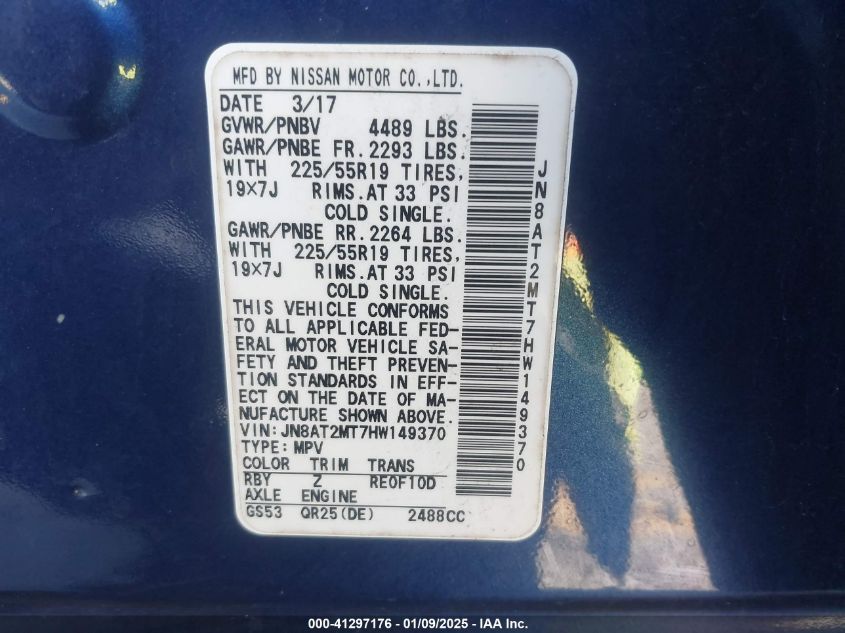 MFD BY NISSAN MOTOR CO.,LTD.
DATE 3/17
GVWR/PNBV 4489 LBS.
GAWR/PNBE FR. 2293 LBS.
WITH 225/55R19 TIRES,
19×7J RIMS. AT 33 PSI
COLD SINGLE.
GAWR/PNBE RR. 2264 LBS.
WITH 225/55R19 TIRES,
19×7J RIMS. AT 33 PSI
COLD SINGLE.
THIS VEHICLE CONFORMS
TO ALL APPLICABLE FED-
ERAL MOTOR VEHICLE SA-
FETY AND THEFT PREVEN-
TION STANDARDS IN EFF-
ECT ON THE DATE OF MA-
NUFACTURE SHOWN ABOVE.
VIN: JN8AT2MT7HW149370
TYPE: MPV
COLOR TRIM TRANS
RBY Z RE0F10D
AXLE ENGINE
GS53 QR25(DE) 2488CC
JN8AT2MT7HW149370
000-41297176 - 01/09/2025 - IAA Inc.